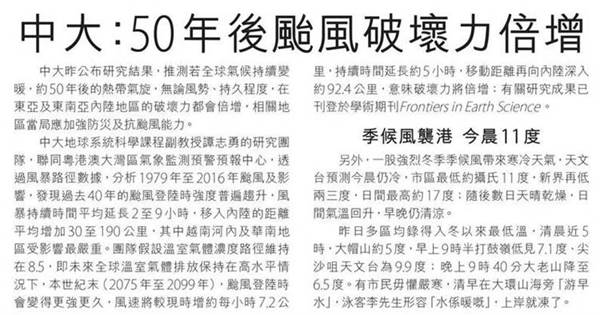 中大：50年後颱風破壞力倍增
中大昨公布研究結果，推測若全球氣候持續變
暖，約50年後的熱帶氣旋，無論風勢、持久程度，在
東亞及東南亞內陸地區的破壞力都會倍增，相關地
區當局應加強防災及抗颱風能力。
中大地球系統科學課程副教授譚志勇的研究團
隊，聯同粵港澳大灣區氣象監測預警預報中心，透
過風暴路徑數據，分析1979年至2016年颱風及影
響，發現過去40年的颱風登陸時強度普遍趨升，風
暴持續時間平均延長2至9小時，移入內陸的距離
平均增加30至190公里，其中越南河內及華南地
區受影響最嚴重。團隊假設溫室氣體濃度路徑維持
在8.5，即未來全球溫室氣體排放保持在高水平情
況下，本世紀末（2075年至2099年），颱風登陸時
會變得更強更久，風速將較現時增約每小時7.2公
里，持續時間延長約5小時，移動距離再向內陸深入
約92.4公里，意味破壞力將倍增；有關研究成果已
刊登於學術期刊Frontiers in Earth Science。
季候風襲港 今晨11度
另外，一股強烈冬季季候風帶來寒冷天氣，天文
台預測今晨仍冷，市區最低約攝氏11度，新界再低
兩三度，日間最高約17度；隨後數日天晴乾燥，日
間氣溫回升，早晚仍清涼。
昨日多區均錄得入冬以來最低溫，清晨近5
時，大帽山約5度，早上9時半打鼓嶺低見7.1度，尖
沙咀天文台為9.9度；晚上9時40分大老山降至
6.5度。有市民毋懼嚴寒，清早在大環山海旁「游早
水」，泳客李先生形容「水係暖嘅」，上岸就凍了。